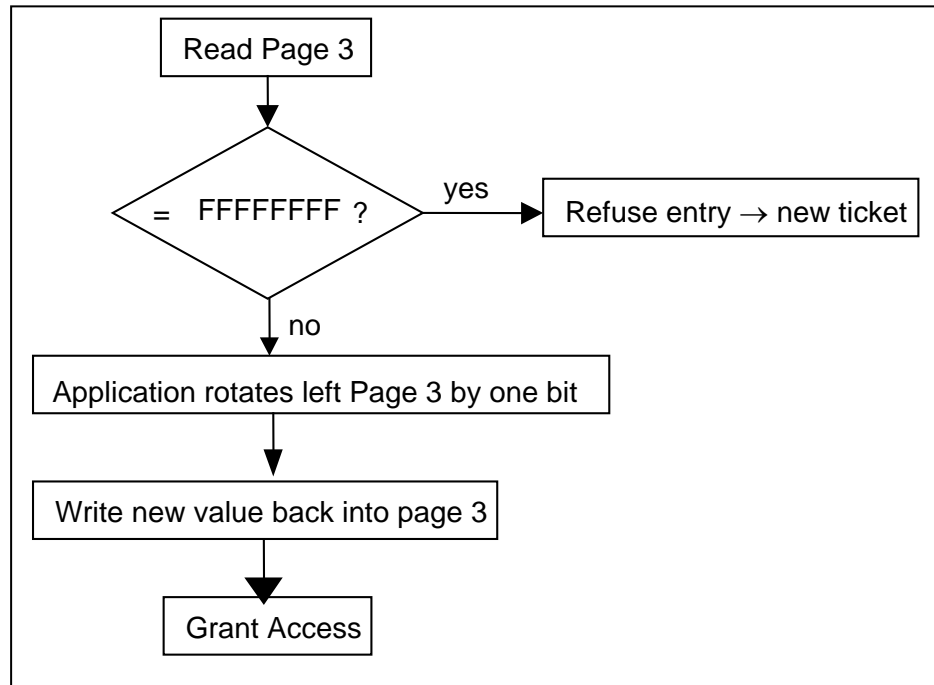 Read Page 3
= FFFFFFFF ?
yes
Refuse entry → new ticket
no
Application rotates left Page 3 by one bit
Write new value back into page 3
Grant Access